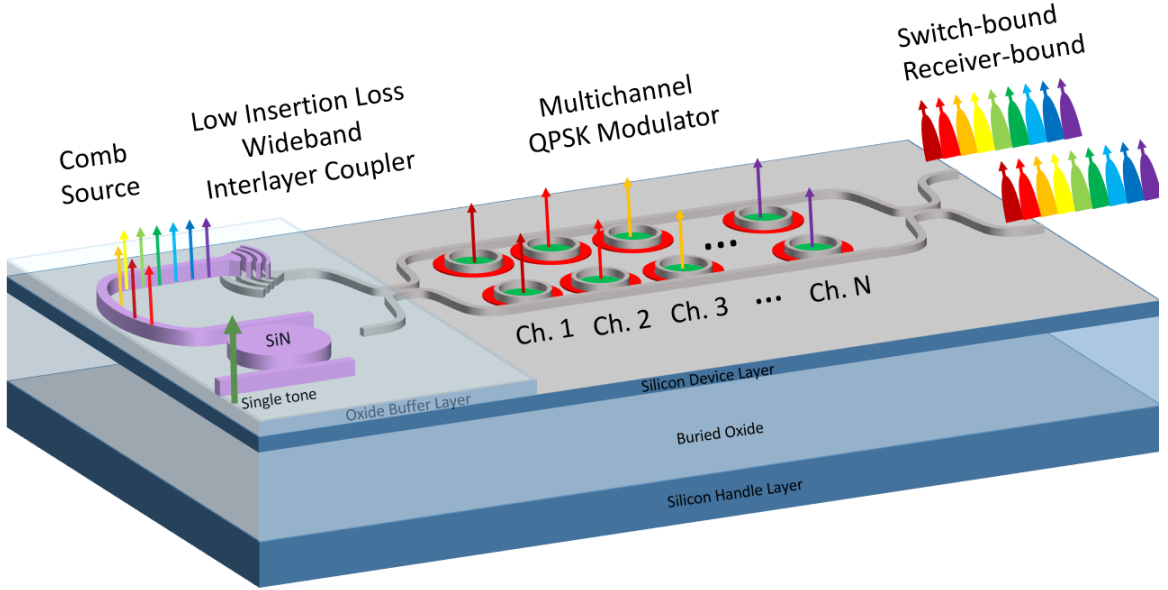 Comb
Source
Low Insertion Loss
Wideband
Interlayer Coupler
Multichannel
QPSK Modulator
Switch-bound
Receiver-bound
SiN
Single tone
Ch. 1
Ch. 2
Ch. 3
...
Ch. N
...
Oxide Buffer Layer
Silicon Device Layer
Buried Oxide
Silicon Handle Layer